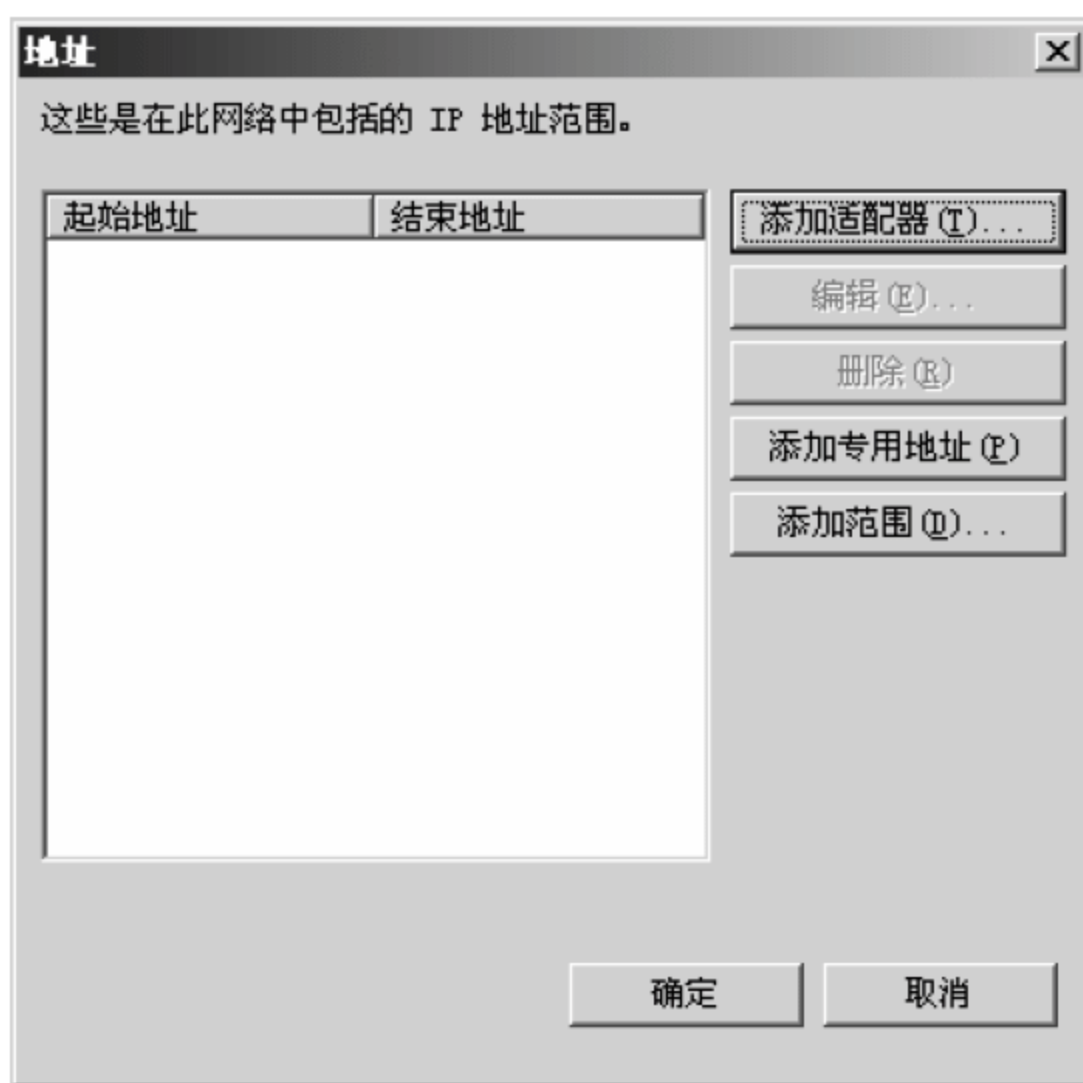 地址
这些是在此网络中包括的 IP 地址范围。
起始地址 结束地址
添加适配器(T)...
编辑(E)...
删除(R)
添加专用地址(P)
添加范围(D)...
确定 取消